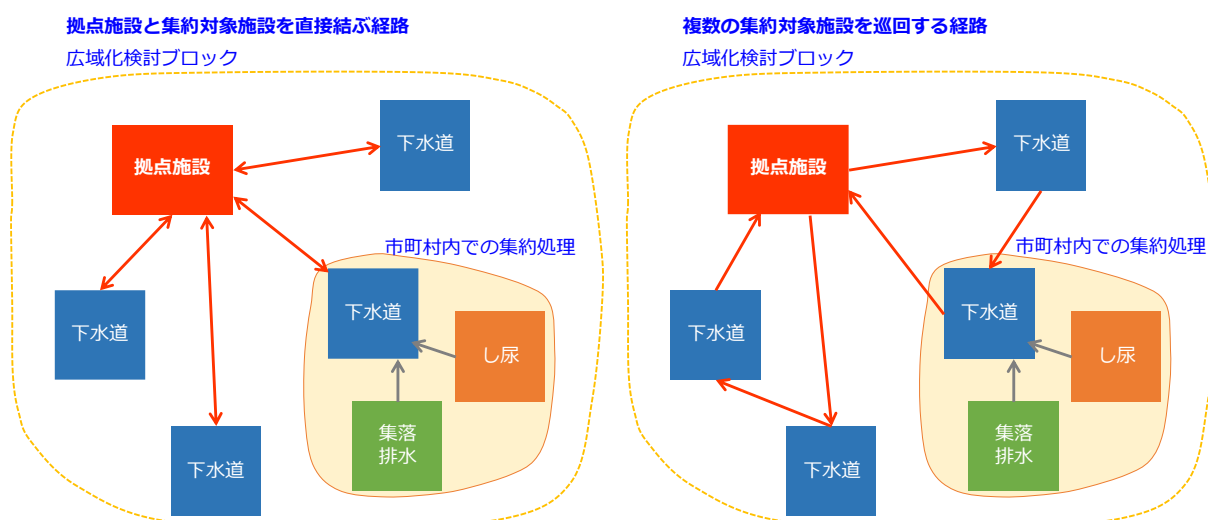 拠点施設と集約対象施設を直接結ぶ経路
広域化検討ブロック
拠点施設
下水道
市町村内での集約処理
下水道
下水道
し尿
集落
排水
下水道
複数の集約対象施設を巡回する経路
広域化検討ブロック
拠点施設
下水道
市町村内での集約処理
下水道
下水道
し尿
集落
排水
下水道